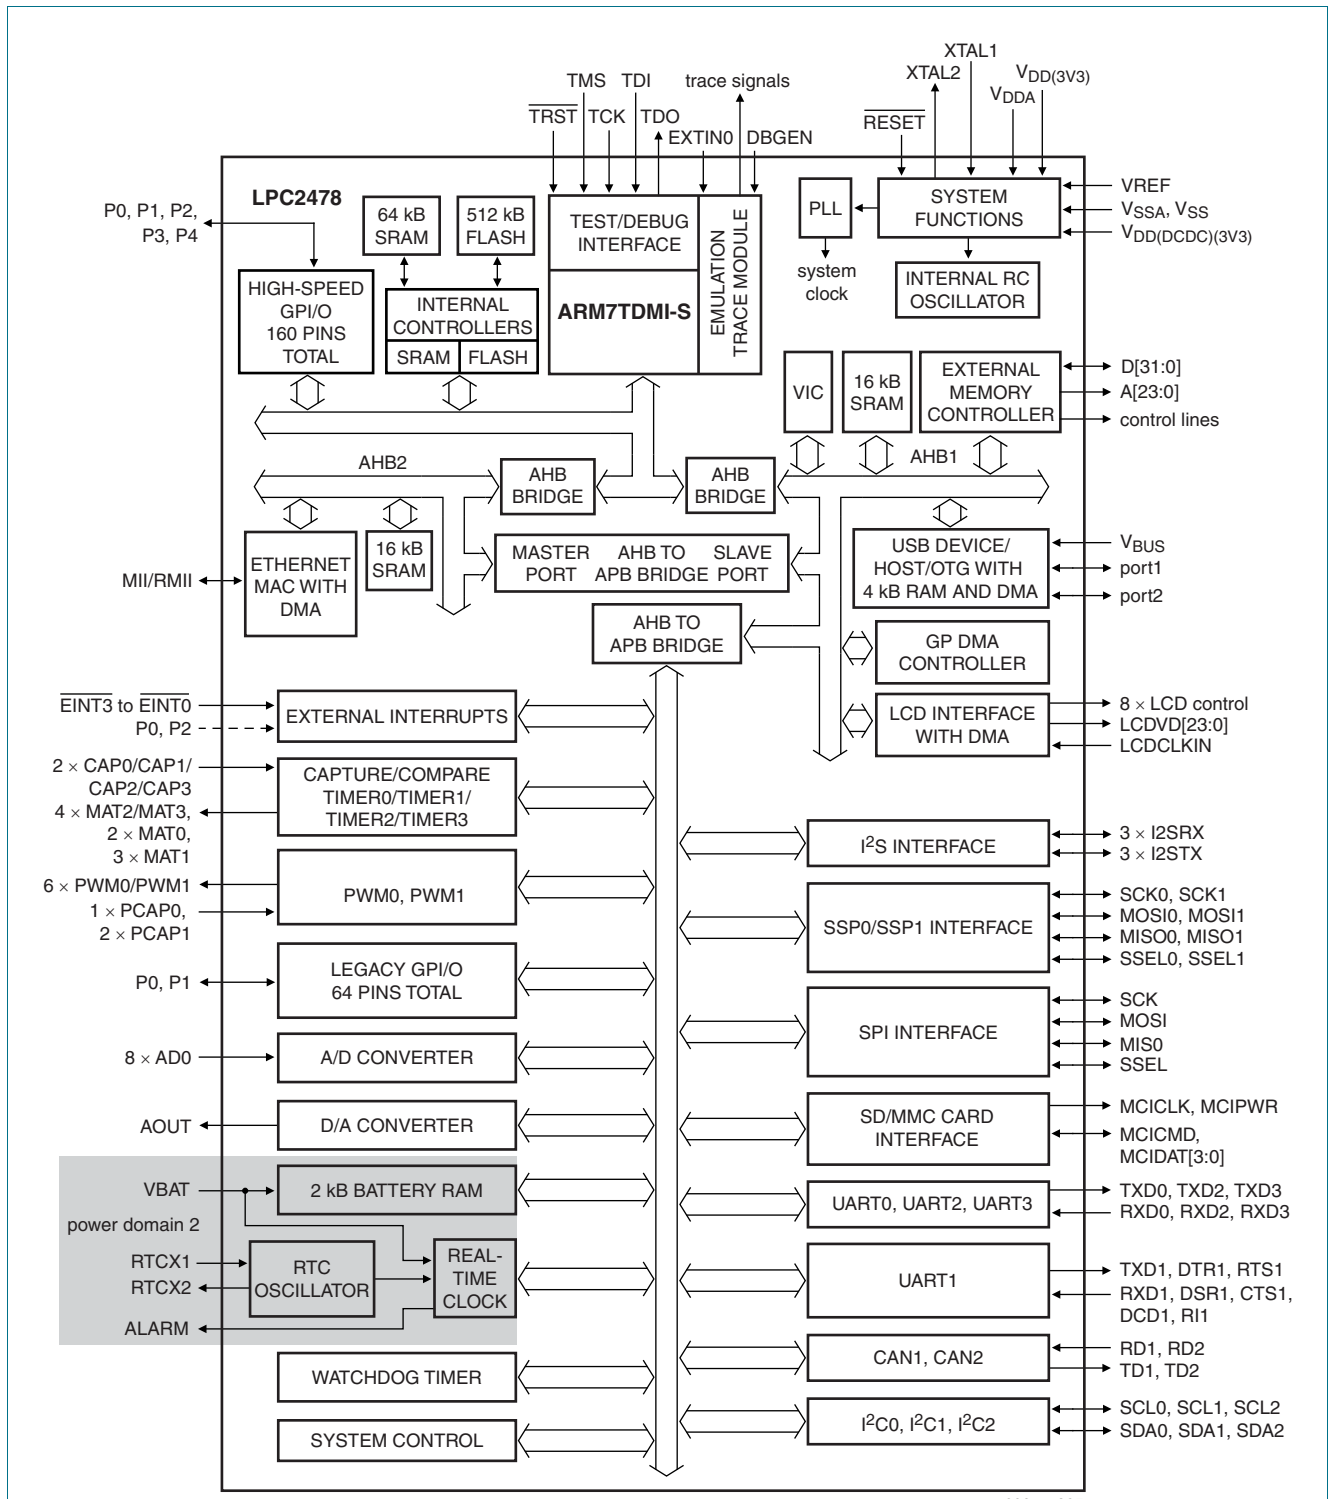 XTAL1
XTAL2
VDD(3V3)
VDDA
RESET
TMS
TDI
trace signals
TRST
TCK
TDO
EXTIN0
DBGEN
LPC2478
P0, P1, P2,
P3, P4
64 kB
SRAM
512 kB
FLASH
TEST/DEBUG
INTERFACE
EMULATION
TRACE MODULE
PLL
SYSTEM
FUNCTIONS
VREF
VSSA, VSS
VDD(DCDC)(3V3)
system
clock
INTERNAL RC
OSCILLATOR
HIGH-SPEED
GPI/O
160 PINS
TOTAL
INTERNAL
CONTROLLERS
SRAM
FLASH
ARM7TDMI-S
VIC
16 kB
SRAM
EXTERNAL
MEMORY
CONTROLLER
D[31:0]
A[23:0]
control lines
AHB2
AHB
BRIDGE
AHB
BRIDGE
AHB1
ETHERNET
MAC WITH
DMA
MII/RMII
16 kB
SRAM
MASTER
PORT
AHB TO
APB BRIDGE
SLAVE
PORT
USB DEVICE/
HOST/OTG WITH
4 kB RAM AND DMA
VBUS
port1
port2
AHB TO
APB BRIDGE
GP DMA
CONTROLLER
LCD INTERFACE
WITH DMA
8 × LCD control
LCDVD[23:0]
LCDCLKIN
EINT3 to EINT0
P0, P2
EXTERNAL INTERRUPTS
2 × CAP0/CAP1/
CAP2/CAP3
4 × MAT2/MAT3,
2 × MAT0,
3 × MAT1
CAPTURE/COMPARE
TIMER0/TIMER1/
TIMER2/TIMER3
6 × PWM0/PWM1
1 × PCAP0,
2 × PCAP1
PWM0, PWM1
P0, P1
LEGACY GPI/O
64 PINS TOTAL
8 × AD0
A/D CONVERTER
AOUT
D/A CONVERTER
VBAT
2 kB BATTERY RAM
power domain 2
RTCX1
RTCX2
RTC
OSCILLATOR
REAL-
TIME
CLOCK
ALARM
WATCHDOG TIMER
SYSTEM CONTROL
I2S INTERFACE
3 × I2SRX
3 × I2STX
SSP0/SSP1 INTERFACE
SCK0, SCK1
MOSI0, MOSI1
MISO0, MISO1
SSEL0, SSEL1
SPI INTERFACE
SCK
MOSI
MIS0
SSEL
SD/MMC CARD
INTERFACE
MCICLK, MCIPWR
MCICMD,
MCIDAT[3:0]
UART0, UART2, UART3
TXD0, TXD2, TXD3
RXD0, RXD2, RXD3
UART1
TXD1, DTR1, RTS1
RXD1, DSR1, CTS1,
DCD1, RI1
CAN1, CAN2
RD1, RD2
TD1, TD2
I2C0, I2C1, I2C2
SCL0, SCL1, SCL2
SDA0, SDA1, SDA2